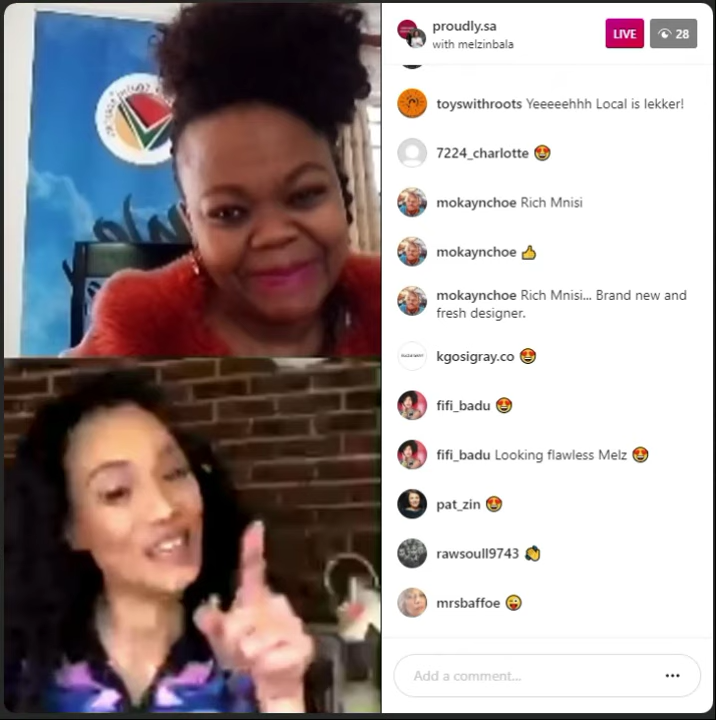 proudly.sa
with melzinbala
LIVE
28
toyswithroots Yeeeeehhh Local is lekker!
7224_charlotte 😍
mokaynchoe Rich Mnisi
mokaynchoe 👍
mokaynchoe Rich Mnisi... Brand new and
fresh designer.
kgosigray.co 😍
fifi_badu 😍
fifi_badu Looking flawless Melz 😍
pat_zin 😍
rawsoull9743 👏
mrsbaffoe 😜
Add a comment...